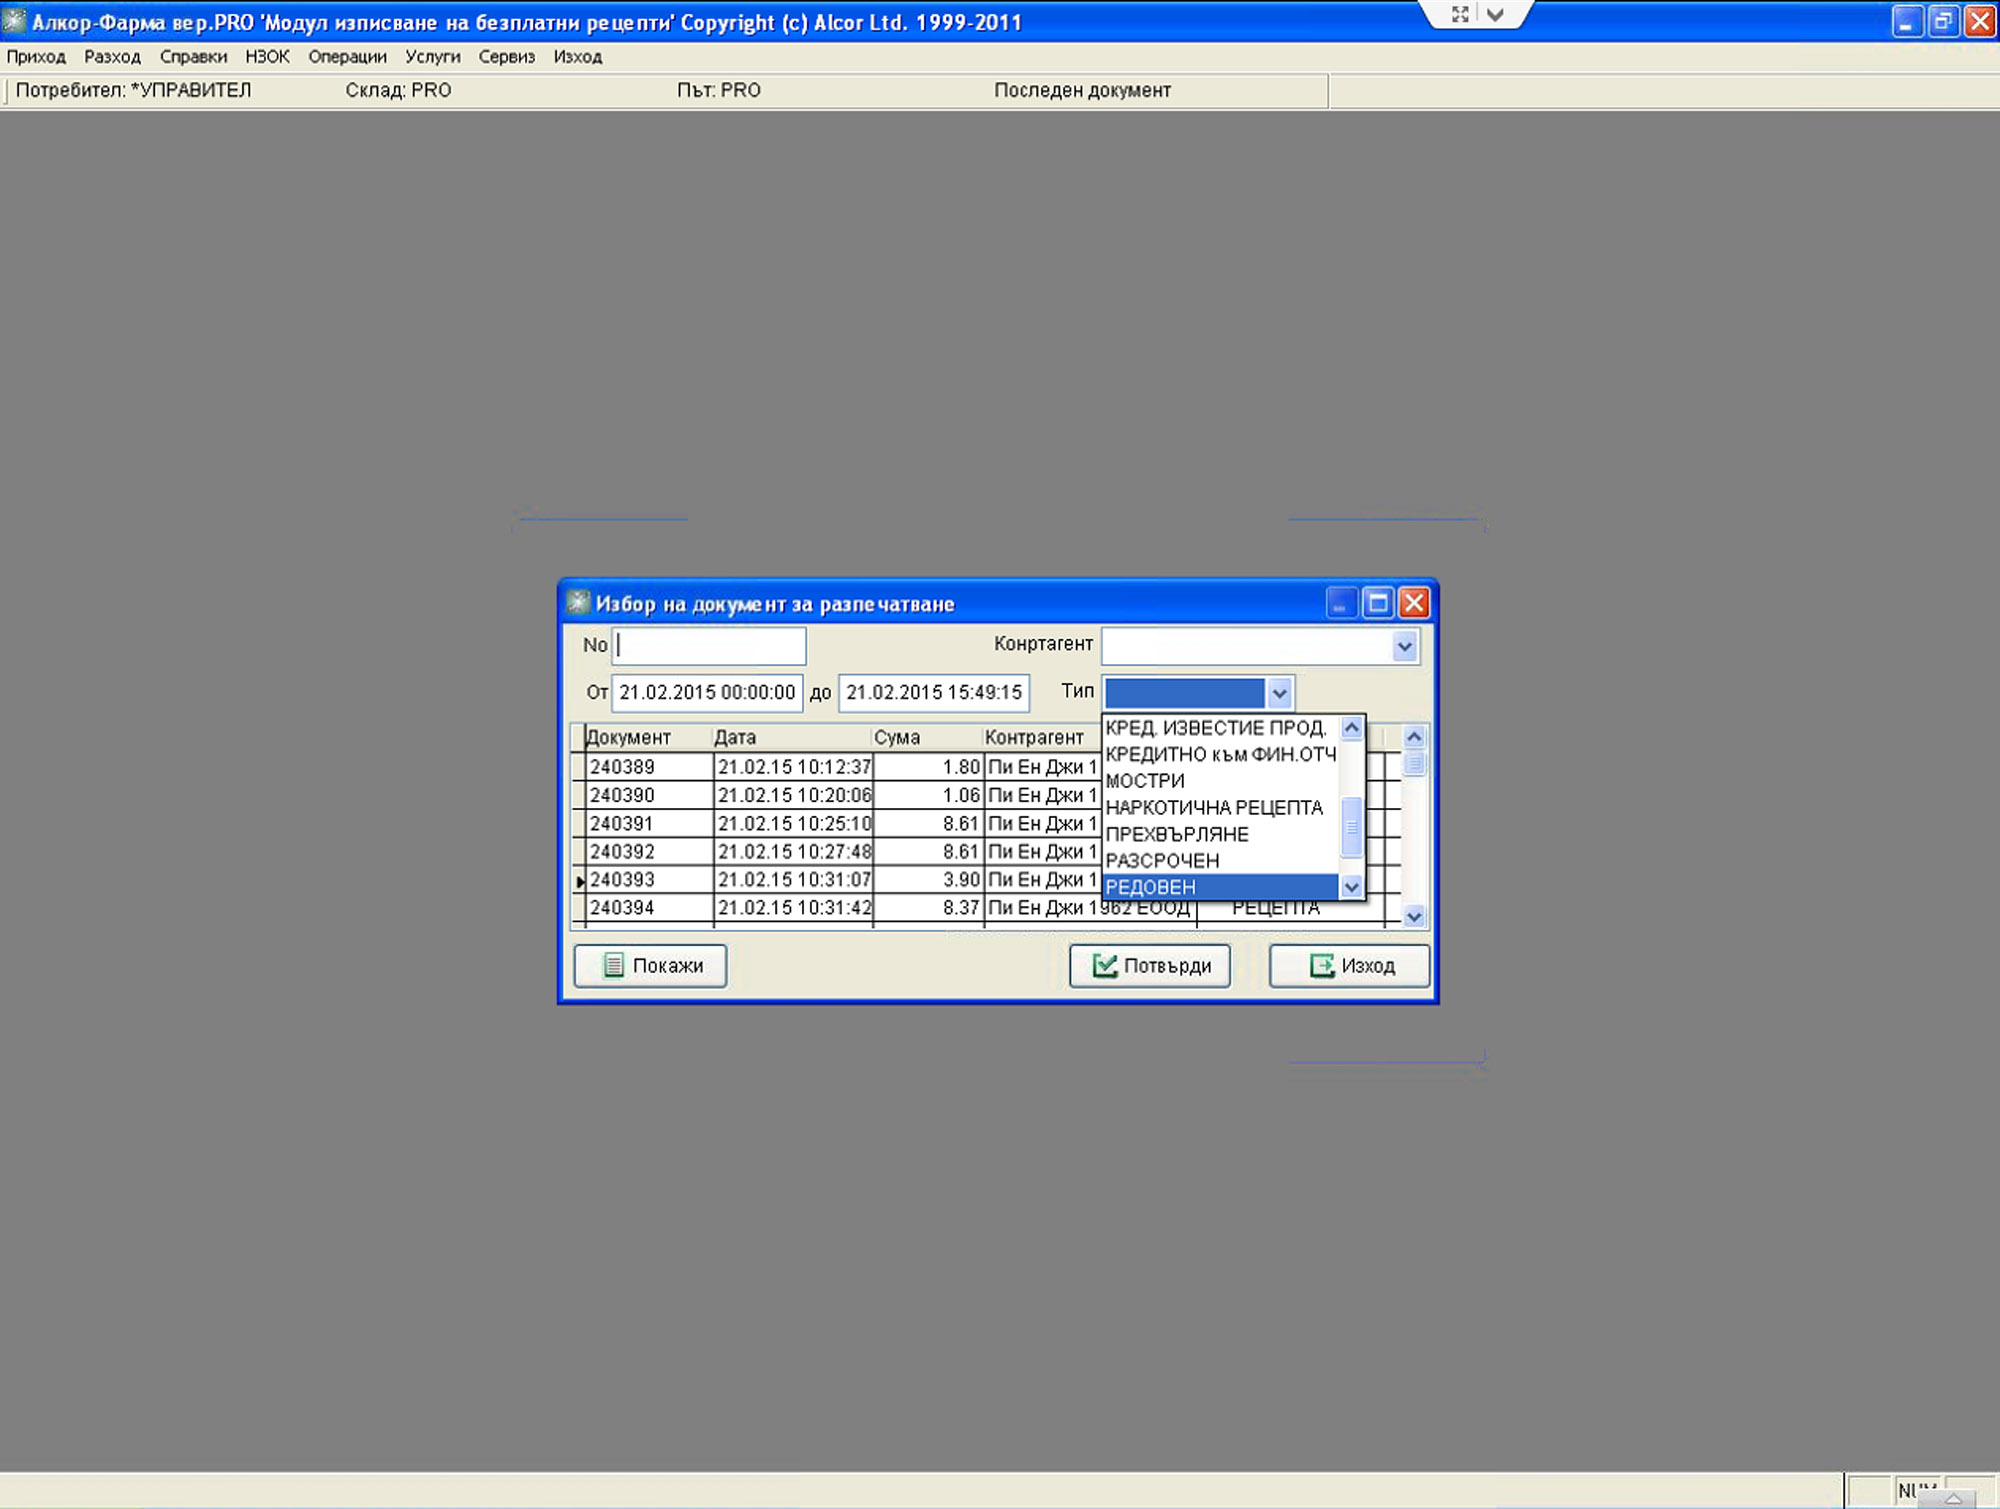 Алкор-Фарма вер.PRO 'Модул изписване на безплатни рецепти' Copyright (c) Alcor Ltd. 1999-2011
Приход Разход Справки НЗОК Операции Услуги Сервиз Изход
Потребител: *УПРАВИТЕЛ Склад: PRO Път: PRO Последен документ
Избор на документ за разпечатване
No Конртагент
От 21.02.2015 00:00:00 до 21.02.2015 15:49:15 Тип
КРЕД. ИЗВЕСТИЕ ПРОД.
КРЕДИТНО към ФИН.ОТЧ
МОСТРИ
НАРКОТИЧНА РЕЦЕПТА
ПРЕХВЪРЛЯНЕ
РАЗСРОЧЕН
РЕДОВЕН
Документ Дата Сума Контрагент
240389 21.02.15 10:12:37 1.80 Пи Ен Джи 1
240390 21.02.15 10:20:06 1.06 Пи Ен Джи 1
240391 21.02.15 10:25:10 8.61 Пи Ен Джи 1
240392 21.02.15 10:27:48 8.61 Пи Ен Джи 1
240393 21.02.15 10:31:07 3.90 Пи Ен Джи 1
240394 21.02.15 10:31:42 8.37 Пи Ен Джи 1962 ЕООД РЕЦЕПТА
Покажи Потвърди Изход